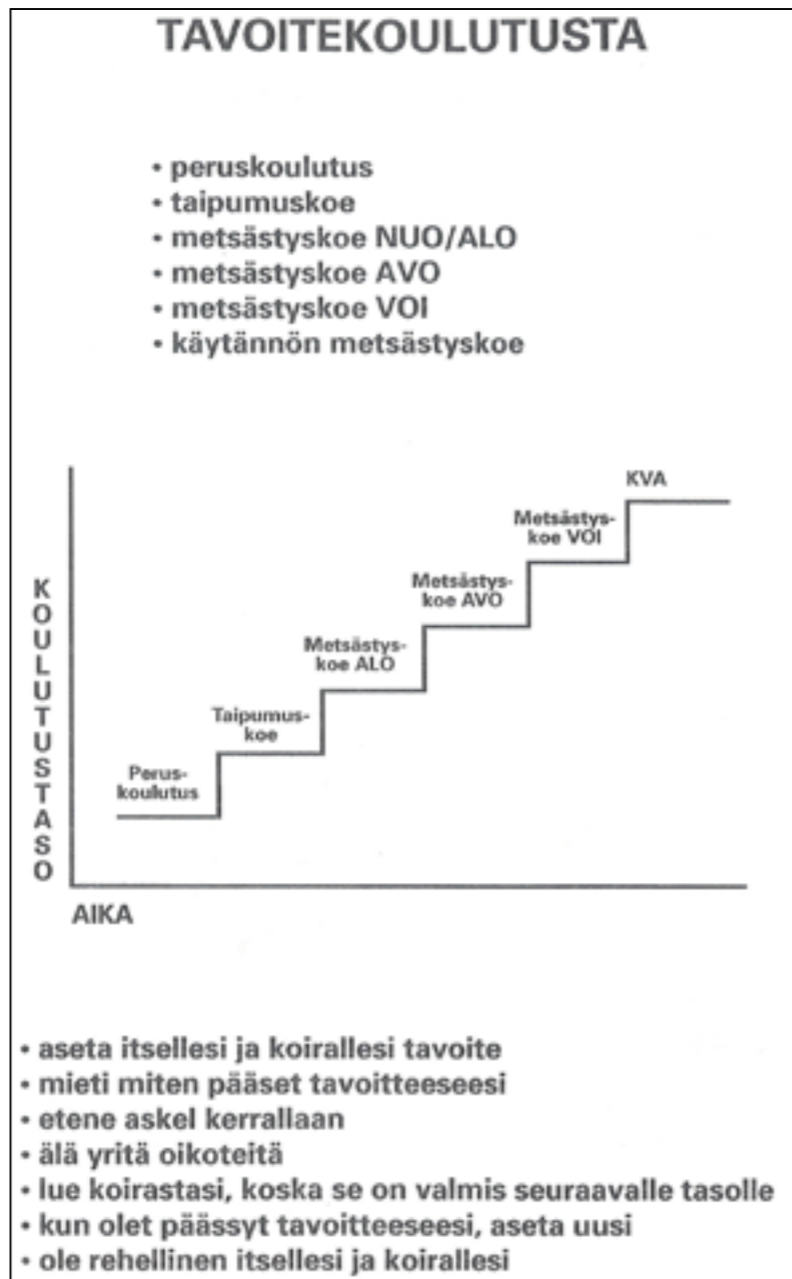 TAVOITEKOULUTUSTA
• peruskoulutus
• taipumuskoe
• metsästyskoe NUO/ALO
• metsästyskoe AVO
• metsästyskoe VOI
• käytännön metsästyskoe
KVA
Metsästys-
koe VOI
Metsästys-
koe AVO
Metsästys-
koe ALO
Taipumus-
koe
Perus-
koulutus
KOULUTUSTASO
AIKA
• aseta itsellesi ja koirallesi tavoite
• mieti miten pääset tavoitteeseesi
• etene askel kerrallaan
• älä yritä oikoteitä
• lue koirastasi, koska se on valmis seuraavalle tasolle
• kun olet päässyt tavoitteeseesi, aseta uusi
• ole rehellinen itsellesi ja koirallesi